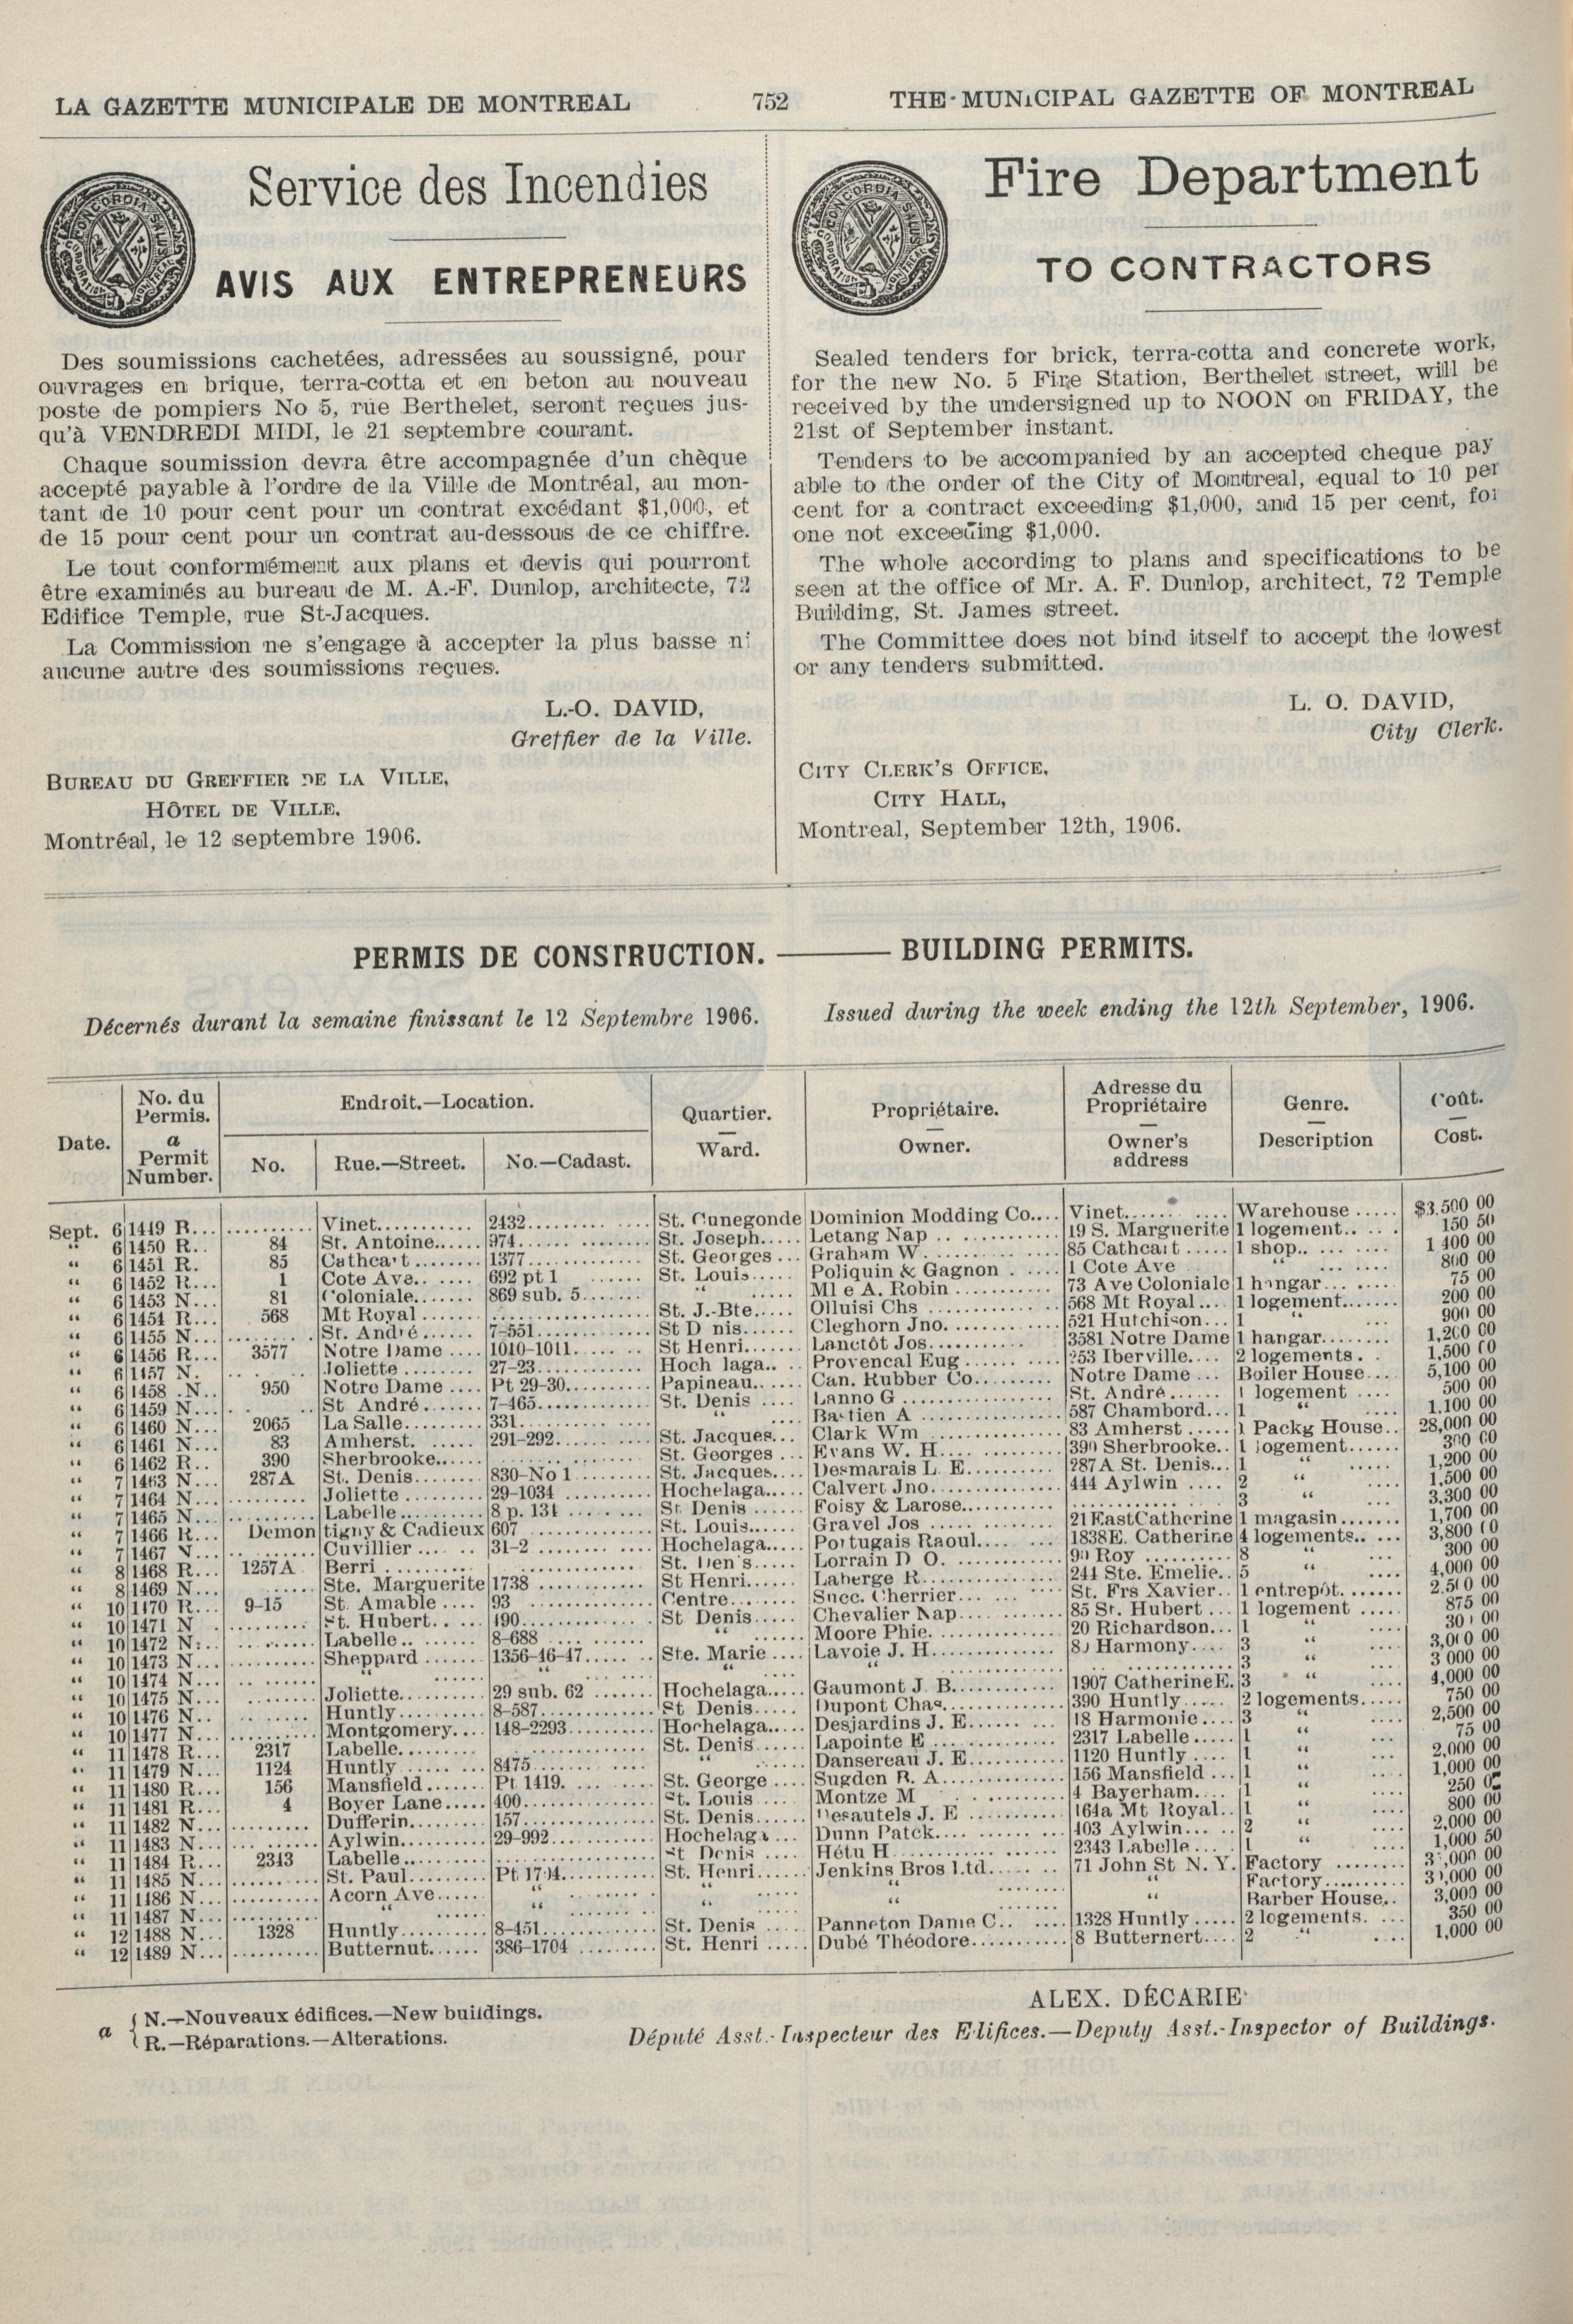 LA GAZETTE MUNICIPALE DE MONTREAL 752 THE MUNICIPAL GAZETTE OF MONTREAL
Service des Incendies
AVIS AUX ENTREPRENEURS
Des soumissions cachetées, adressées au soussigné, pour
ouvrages en brique, terra-cotta et en beton au nouveau
poste de pompiers No 5, rue Berthelet, seront reçues jus-
qu'à VENDREDI MIDI, le 21 septembre courant.
Chaque soumission devra être accompagnée d'un chèque
accepté payable à l'ordre de la Ville de Montréal, au mon-
tant de 10 pour cent pour un contrat excédant $1,000, et
de 15 pour cent pour un contrat au-dessous de ce chiffre.
Le tout conformément aux plans et devis qui pourront
être examinés au bureau de M. A.-F. Dunlop, architecte, 72
Edifice Temple, rue St-Jacques.
La Commission ne s'engage à accepter la plus basse ni
aucune autre des soumissions reçues.
L.-O. DAVID,
Greffier de la Ville.
BUREAU DU GREFFIER DE LA VILLE,
HÔTEL DE VILLE.
Montréal, le 12 septembre 1906.
Fire Department
TO CONTRACTORS
Sealed tenders for brick, terra-cotta and concrete work,
for the new No. 5 Fire Station, Berthelet street, will be
received by the undersigned up to NOON on FRIDAY, the
21st of September instant.
Tenders to be accompanied by an accepted cheque pay
able to the order of the City of Montreal, equal to 10 per
cent for a contract exceeding $1,000, and 15 per cent, for
one not exceeding $1,000.
The whole according to plans and specifications to be
seen at the office of Mr. A. F. Dunlop, architect, 72 Temple
Building, St. James street.
The Committee does not bind itself to accept the lowest
or any tenders submitted.
L. O. DAVID,
City Clerk.
CITY CLERK'S OFFICE,
CITY HALL,
Montreal, September 12th, 1906.
PERMIS DE CONSTRUCTION. — BUILDING PERMITS.
Décernés durant la semaine finissant le 12 Septembre 1906. Issued during the week ending the 12th September, 1906.
Date. No. du Permis. a Permit Number. Endroit.—Location. No. Rue.—Street. No.—Cadast. Quartier. — Ward. Propriétaire. — Owner. Adresse du Propriétaire — Owner's address Genre. — Description Coût. — Cost.
Sept. 6 1449 R... Vinet... 2432... St. Cunegonde Dominion Modding Co.... Vinet... Warehouse ..... $3.500 00
" 6 1450 R.. 84 St. Antoine... 974... St. Joseph..... Letang Nap ... 19 S. Marguerite 1 logement.... 150 50
" 6 1451 R. 85 Cathcart ... 1377... St. Georges ... Graham W. ... 85 Cathcart ..... 1 shop.. ... 1 400 00
" 6 1452 R... 1 Cote Ave.. ... 692 pt 1 ... St. Louis..... Poliquin & Gagnon ... 1 Cote Ave " ... 800 00
" 6 1453 N... 81 Coloniale... 869 sub. 5... " ..... Ml e A. Robin ... 73 Ave Coloniale 1 hangar... 75 00
" 6 1454 R... 568 Mt Royal ... St. J.-Bte..... Olluisi Chs ... 568 Mt Royal.... 1 logement... 200 00
" 6 1455 N... St. André... 7-551... St D nis...... Cleghorn Jno... 521 Hutchison... 1 " ... 900 00
" 6 1456 R... 3577 Notre Dame .... 1010-1011... St Henri...... Lanctôt Jos... 3581 Notre Dame 1 hangar... 1,200 00
" 6 1457 N. Joliette ... 27-23... Hoch laga.. Provencal Eug ... 253 Iberville.... 2 logements. . 1,500 00
" 6 1458 .N.. 950 Notre Dame .... Pt 29-30... Papineau... Can. Rubber Co... Notre Dame ... Boiler House... 5,100 00
" 6 1459 N... St André... 7-465... St. Denis .... Lanno G ... St. André... 1 logement .... 500 00
" 6 1460 N... 2065 La Salle... 331... " .... Bastien A ... 587 Chambord... 1 " .... 1.100 00
" 6 1461 N... 83 Amherst. ... 291-292... St. Jacques... Clark Wm ... 83 Amherst ..... 1 Packg House.. 28,000 00
" 6 1462 R.. 390 Sherbrooke... St. Georges ... Evans W. H... 390 Sherbrooke.. 1 logement... 300 00
" 7 1463 N... 287A St. Denis... 830-No 1... St. Jacques.... Desmarais L. E... 287A St. Denis... 1 " ..... 1,200 00
" 7 1464 N... Joliette ... 29-1034 ... Hochelaga..... Calvert Jno... 444 Aylwin .... 2 " .... 1.500 00
" 7 1465 N... Labelle... 8 p. 131 ... St Denis ...... Foisy & Larose... 3 " ... 3.300 00
" 7 1466 R... Demon tigny & Cadieux 607 ... St. Louis... Gravel Jos ... 21 East Catherine 1 magasin... 1,700 00
" 7 1467 N... Cuvillier ... 31-2 ... Hochelaga..... Portugais Raoul... 1838 E. Catherine 4 logements.. ... 3,800 00
" 8 1468 R... 1257A Berri ... St. Den s..... Lorrain D O. ... 90 Roy ... 8 " ... 300 00
" 8 1469 N... Ste. Marguerite 1738 ... St Henri...... Laberge R... 244 Ste. Emelie.. 5 " .... 4,000 00
" 10 1470 R... 9-15 St. Amable .... 93 ... Centre... Succ. Cherrier... St. Frs Xavier.. 1 entrepôt. ... 2.500 00
" 10 1471 N St. Hubert... 490... St Denis..... Chevalier Nap... 85 St. Hubert ... 1 logement ..... 875 00
" 10 1472 N... Labelle.. ... 8-688 ... " ...... Moore Phie... 20 Richardson... 1 " .... 300 00
" 10 1473 N... Sheppard ... 1356-46-47... Ste. Marie .... Lavoie J. H... 80 Harmony.... 3 " .... 3,000 00
" 10 1474 N... " ... " ... " .... " ... 3 " ... 3 000 00
" 10 1475 N... Joliette... 29 sub. 62 ... Hochelaga..... Gaumont J. B... 1907 Catherine E. 3 " .... 4,000 00
" 10 1476 N.. Huntly... 8-587... St Denis... Dupont Chas... 390 Huntly ..... 2 logements..... 750 00
" 10 1477 N... Montgomery.... 148-2293... Hochelaga..... Desjardins J. E... 18 Harmonie.... 3 " .... 2,500 00
" 11 1478 R... 2317 Labelle... St. Denis... Lapointe E ... 2317 Labelle..... 1 " ... 75 00
" 11 1479 N... 1124 Huntly ... 8475... " ... Dansereau J. E... 1120 Huntly .... 1 " ... 2,000 00
" 11 1480 R... 156 Mansfield... Pt 1419. ... St. George .... Sugden R. A... 156 Mansfield ... 1 " .... 1,000 00
" 11 1481 R... 4 Boyer Lane..... 400... St. Louis .... Montze M ... 4 Bayerham.... 1 " .... 250
" 11 1482 N... Dufferin... 157... St. Denis... Desautels J. E ... 164a Mt Royal.. 1 " .... 800 00
" 11 1483 N... Aylwin... 29-992... Hochelaga ... Dunn Patck... 403 Aylwin... 2 " .... 2,000 00
" 11 1484 R... 2343 Labelle... St Denis .... Hétu H... 2343 Labelle ... 1 " .... 1,000 50
" 11 1485 N... St. Paul... Pt 1704... St. Henri... Jenkins Bros Ltd... 71 John St N. Y. Factory ...
" 11 1486 N... Acorn Ave... " ... " ..... " ... " Factory...
" 11 1487 N... " ... " ... " ..... " ... " Barber House.. 3,000 00
" 12 1488 N... 1328 Huntly... 8-451... St. Denis ... Panneton Dame C.. .... 1328 Huntly ..... 2 logements. ... 350 00
" 12 1489 N... Butternut... 386-1704 ... St. Henri ..... Dubé Théodore... 8 Butternert.... 2 " .... 1,000 00
a { N.—Nouveaux édifices.—New buildings.
R.—Réparations.—Alterations.
ALEX. DÉCARIE
Député Asst.-Inspecteur des Edifices.—Deputy Asst.-Inspector of Buildings.